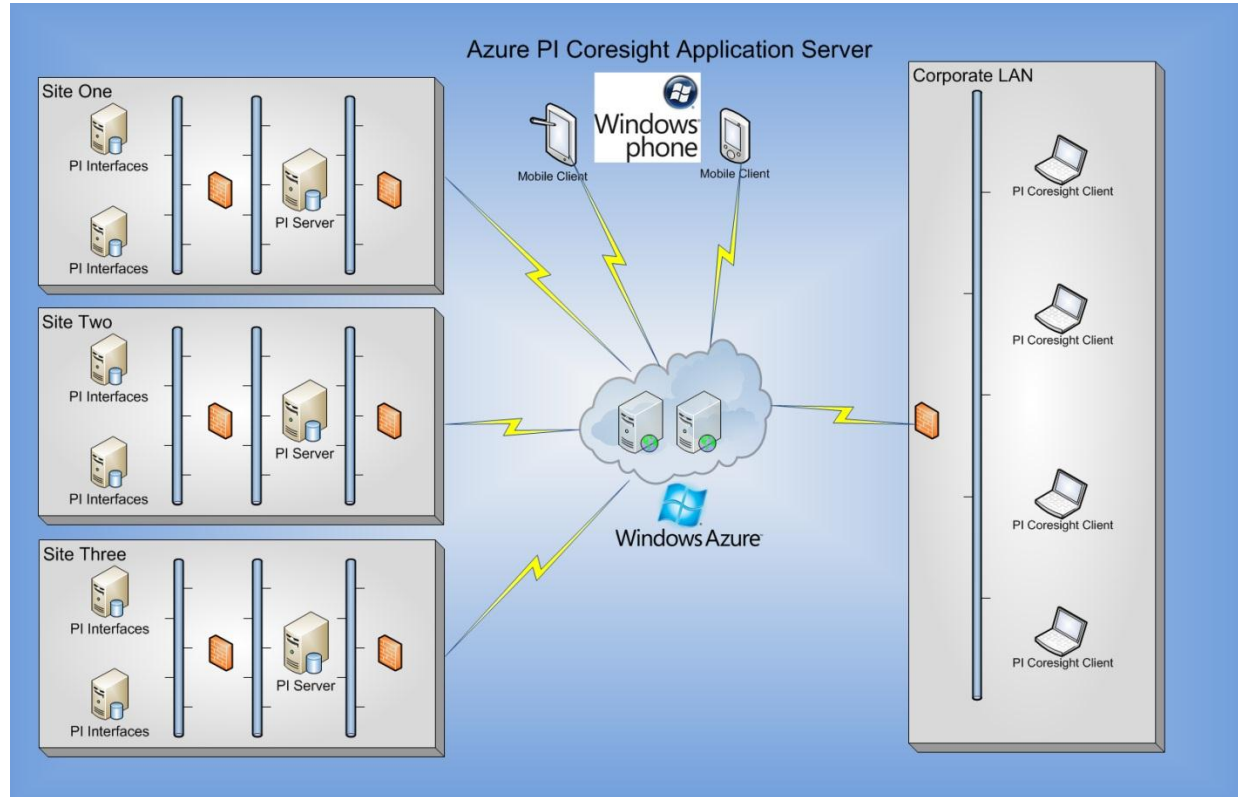 Azure PI Coresight Application Server
Site One
PI Interfaces
PI Interfaces
PI Server
Site Two
PI Interfaces
PI Interfaces
PI Server
Site Three
PI Interfaces
PI Interfaces
PI Server
Windows
phone
Mobile Client
Mobile Client
Windows Azure
Corporate LAN
PI Coresight Client
PI Coresight Client
PI Coresight Client
PI Coresight Client